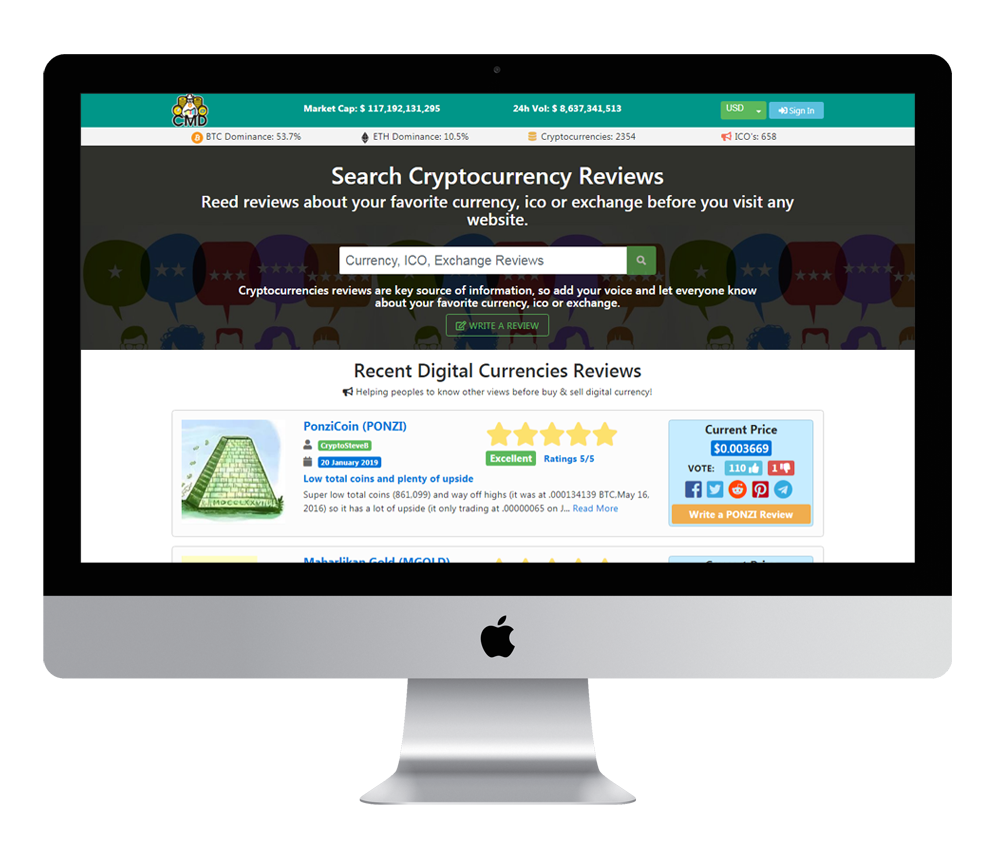 CMD
Market Cap: $ 117,192,131,295
24h Vol: $ 8,637,341,513
USD
Sign In
BTC Dominance: 53.7%
ETH Dominance: 10.5%
Cryptocurrencies: 2354
ICO's: 658
Search Cryptocurrency Reviews
Reed reviews about your favorite currency, ico or exchange before you visit any
website.
Currency, ICO, Exchange Reviews
Cryptocurrencies reviews are key source of information, so add your voice and let everyone know
about your favorite currency, ico or exchange.
WRITE A REVIEW
Recent Digital Currencies Reviews
Helping peoples to know other views before buy & sell digital currency!
PonziCoin (PONZI)
CryptoSteveB
20 January 2019
Excellent
Ratings 5/5
Low total coins and plenty of upside
Super low total coins (861,099) and way off highs (it was at .000134139 BTC,May 16,
2016) so it has a lot of upside (it only trading at .00000065 on J... Read More
Current Price
$0.003669
VOTE:
110
1
Write a PONZI Review
Maharlikan Gold (MGOLD)
Current Price